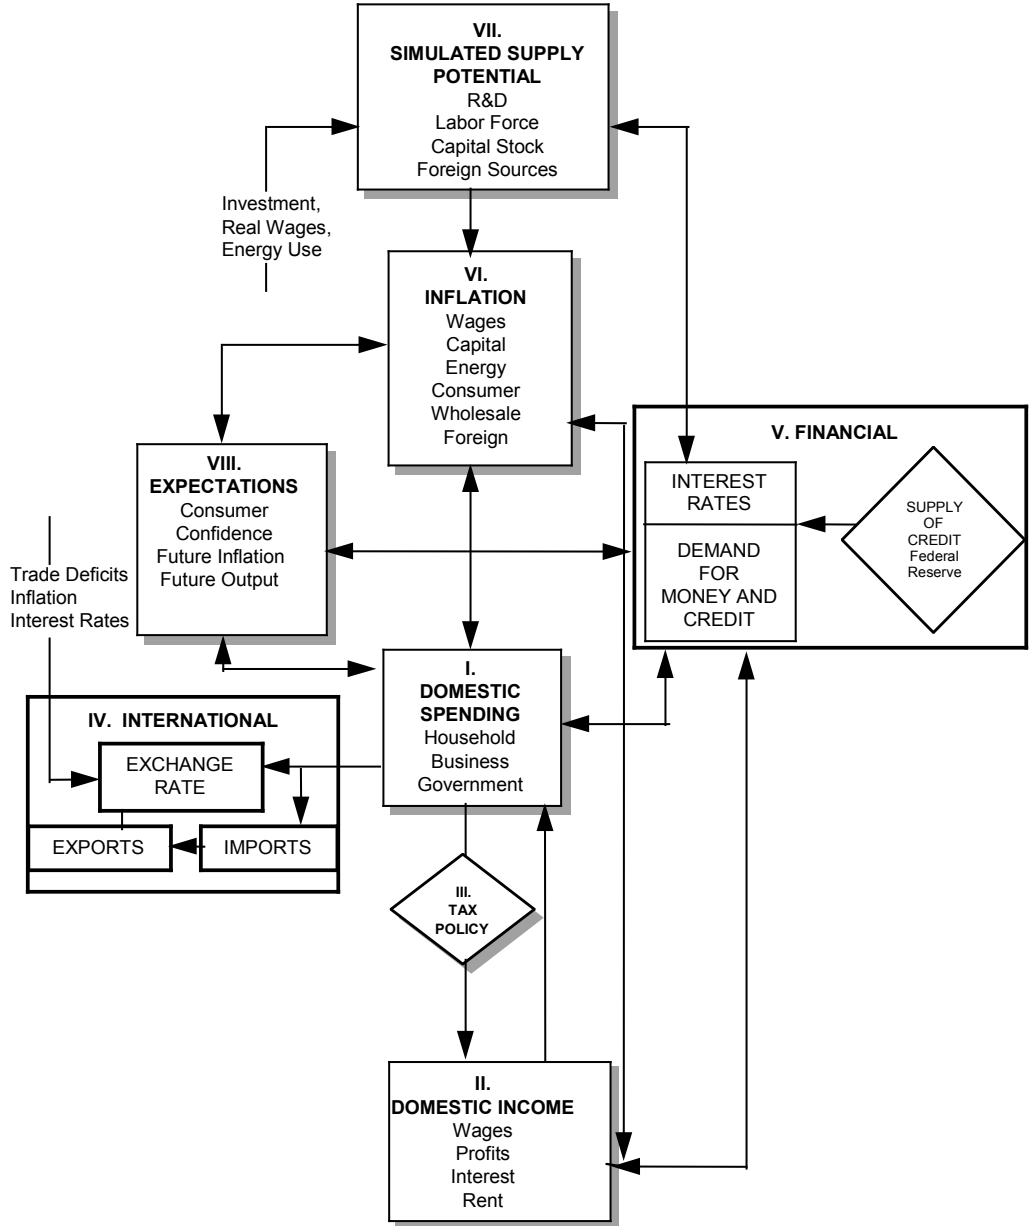 VII.
SIMULATED SUPPLY
POTENTIAL
R&D
Labor Force
Capital Stock
Foreign Sources
Investment,
Real Wages,
Energy Use
VI.
INFLATION
Wages
Capital
Energy
Consumer
Wholesale
Foreign
VIII.
EXPECTATIONS
Consumer
Confidence
Future Inflation
Future Output
V. FINANCIAL
INTEREST
RATES
DEMAND
FOR
MONEY AND
CREDIT
SUPPLY
OF
CREDIT
Federal
Reserve
Trade Deficits
Inflation
Interest Rates
I.
DOMESTIC
SPENDING
Household
Business
Government
IV. INTERNATIONAL
EXCHANGE
RATE
EXPORTS
IMPORTS
III.
TAX
POLICY
II.
DOMESTIC INCOME
Wages
Profits
Interest
Rent